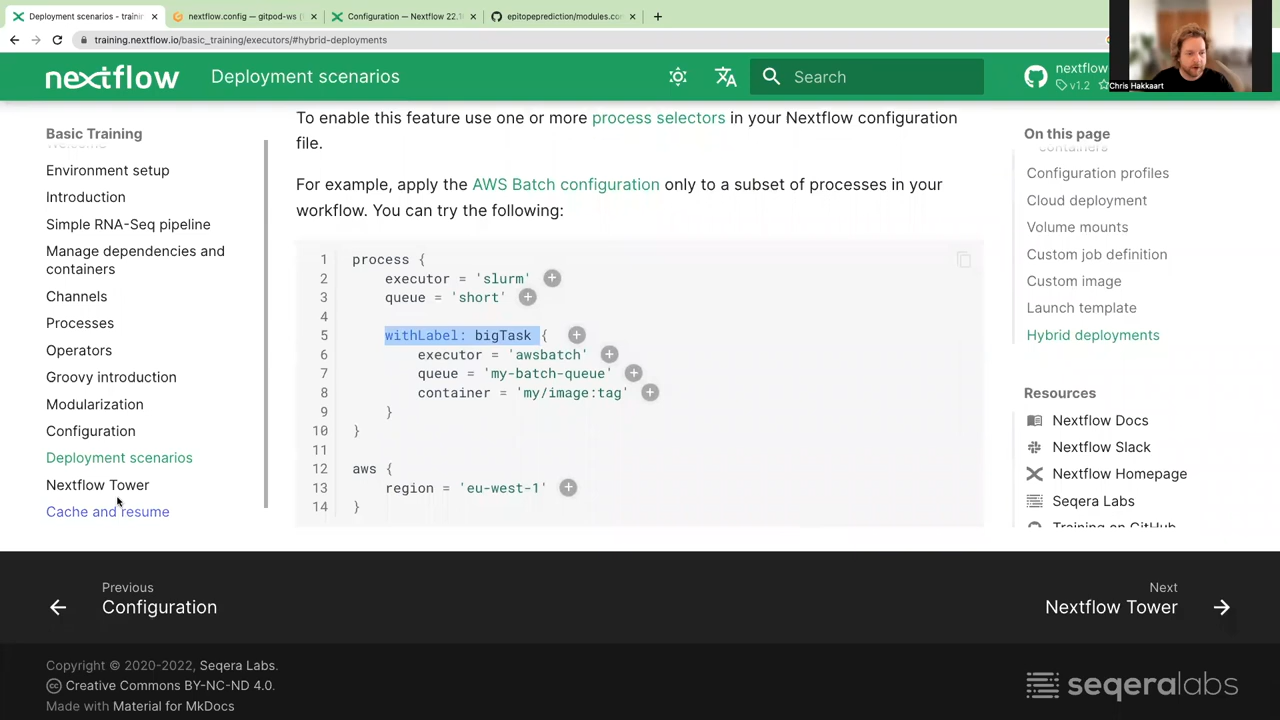 Deployment scenarios - trainin
nextflow.config — gitpod-ws (
Configuration — Nextflow 22.1
epitopeprediction/modules.con
training.nextflow.io/basic_training/executors/#hybrid-deployments
Chris Hakkaart
nextflow
Deployment scenarios
Search
nextflow
v1.2
Basic Training
Environment setup
Introduction
Simple RNA-Seq pipeline
Manage dependencies and
containers
Channels
Processes
Operators
Groovy introduction
Modularization
Configuration
Deployment scenarios
Nextflow Tower
Cache and resume
To enable this feature use one or more process selectors in your Nextflow configuration
file.
For example, apply the AWS Batch configuration only to a subset of processes in your
workflow. You can try the following:
1 process {
2 executor = 'slurm'
3 queue = 'short'
4
5 withLabel: bigTask {
6 executor = 'awsbatch'
7 queue = 'my-batch-queue'
8 container = 'my/image:tag'
9 }
10 }
11
12 aws {
13 region = 'eu-west-1'
14 }
On this page
containers
Configuration profiles
Cloud deployment
Volume mounts
Custom job definition
Custom image
Launch template
Hybrid deployments
Resources
Nextflow Docs
Nextflow Slack
Nextflow Homepage
Seqera Labs
Training on GitHub
Previous
Configuration
Next
Nextflow Tower
Copyright © 2020-2022, Seqera Labs.
Creative Commons BY-NC-ND 4.0.
Made with Material for MkDocs
seqeralabs